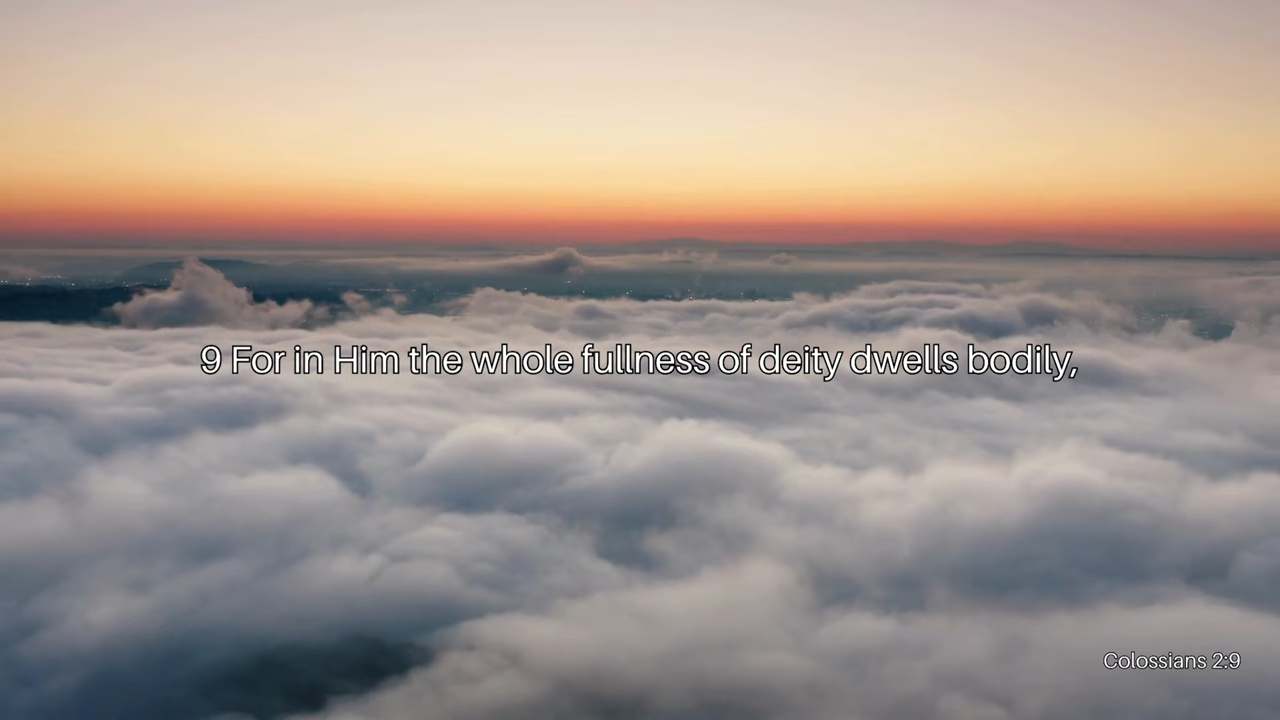 9 For in Him the whole fullness of deity dwells bodily,
Colossians 2:9